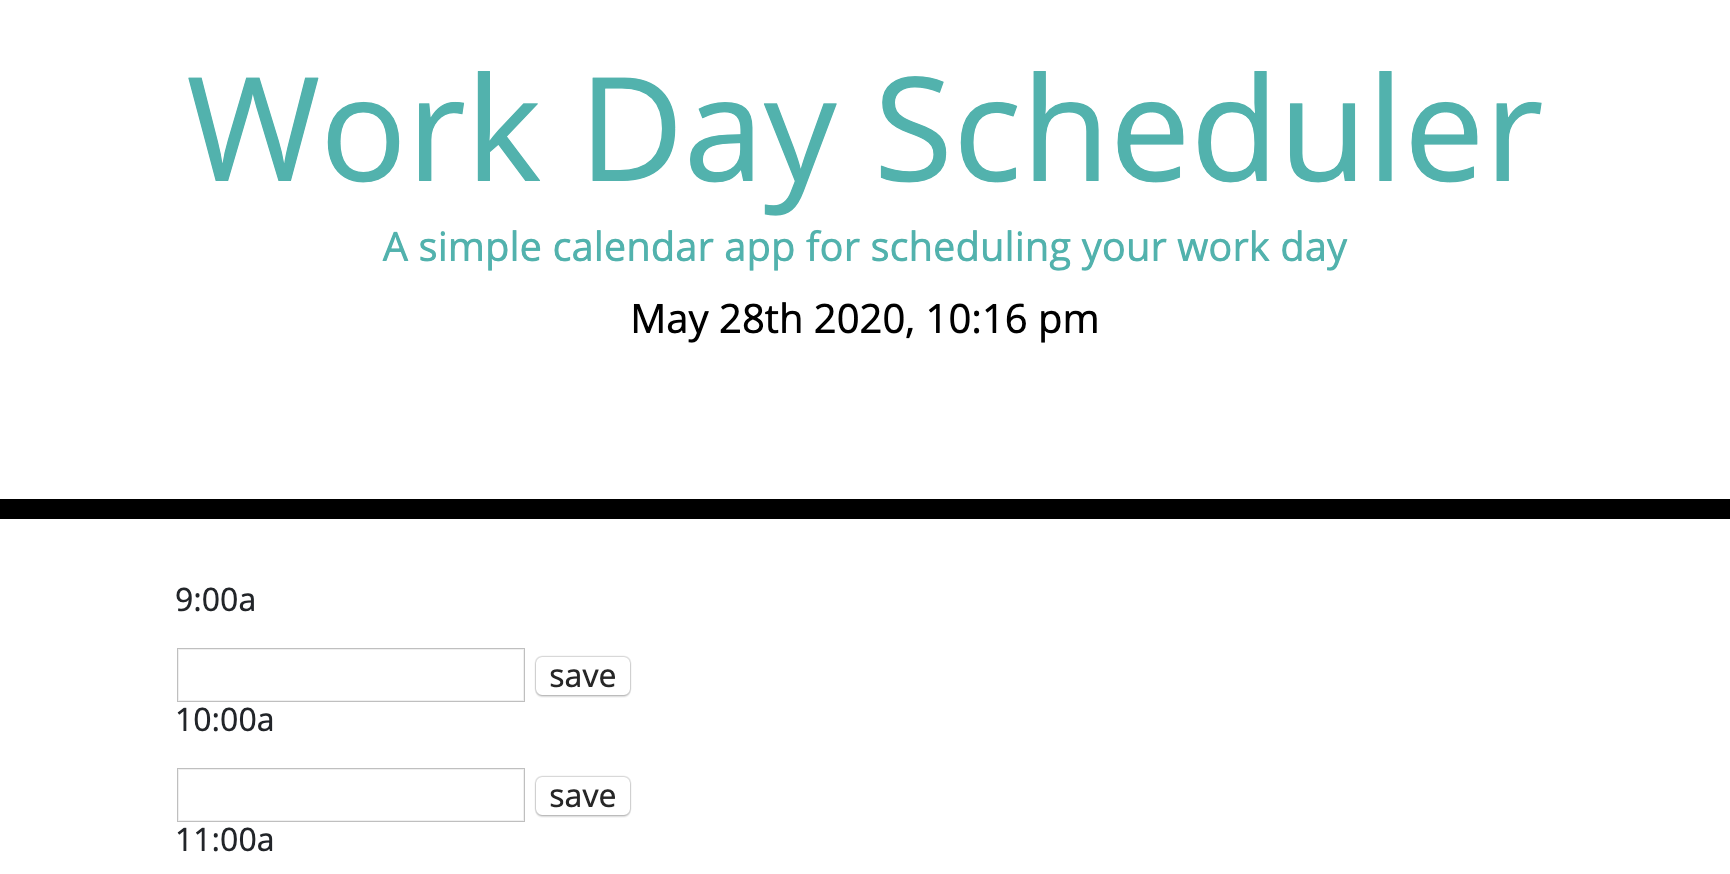 Work Day Scheduler
A simple calendar app for scheduling your work day
May 28th 2020, 10:16 pm
9:00a
save
10:00a
save
11:00a